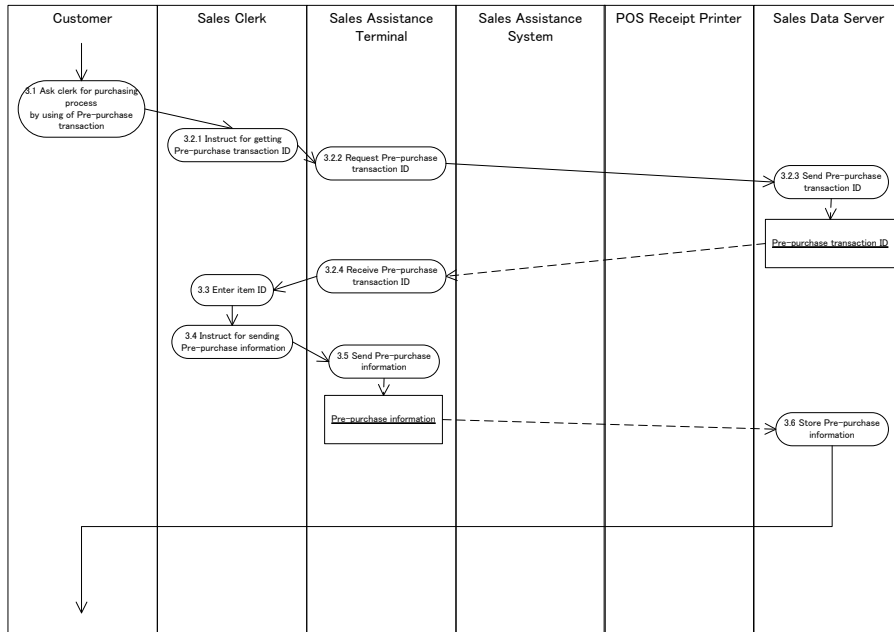 Customer
Sales Clerk
Sales Assistance
Terminal
Sales Assistance
System
POS Receipt Printer
Sales Data Server
3.1 Ask clerk for purchasing
process
by using of Pre-purchase
transaction
3.2.1 Instruct for getting
Pre-purchase transaction ID
3.2.2 Request Pre-purchase
transaction ID
3.2.3 Send Pre-purchase
transaction ID
Pre-purchase transaction ID
3.2.4 Receive Pre-purchase
transaction ID
3.3 Enter item ID
3.4 Instruct for sending
Pre-purchase information
3.5 Send Pre-purchase
information
Pre-purchase information
3.6 Store Pre-purchase
information